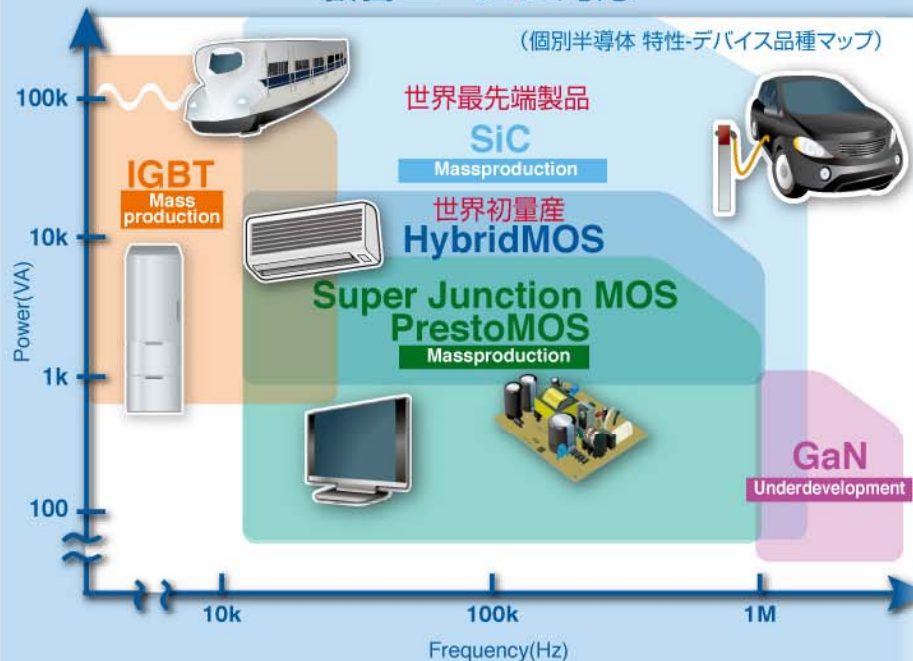 (個別半導体 特性-デバイス品種マップ)
100k
世界最先端製品
SiC
Massproduction
IGBT
Mass
production
世界初量産
10k
HybridMOS
Super Junction MOS
PrestoMOS
Massproduction
Power(VA)
1k
GaN
Underdevelopment
100
10k
100k
1M
Frequency(Hz)